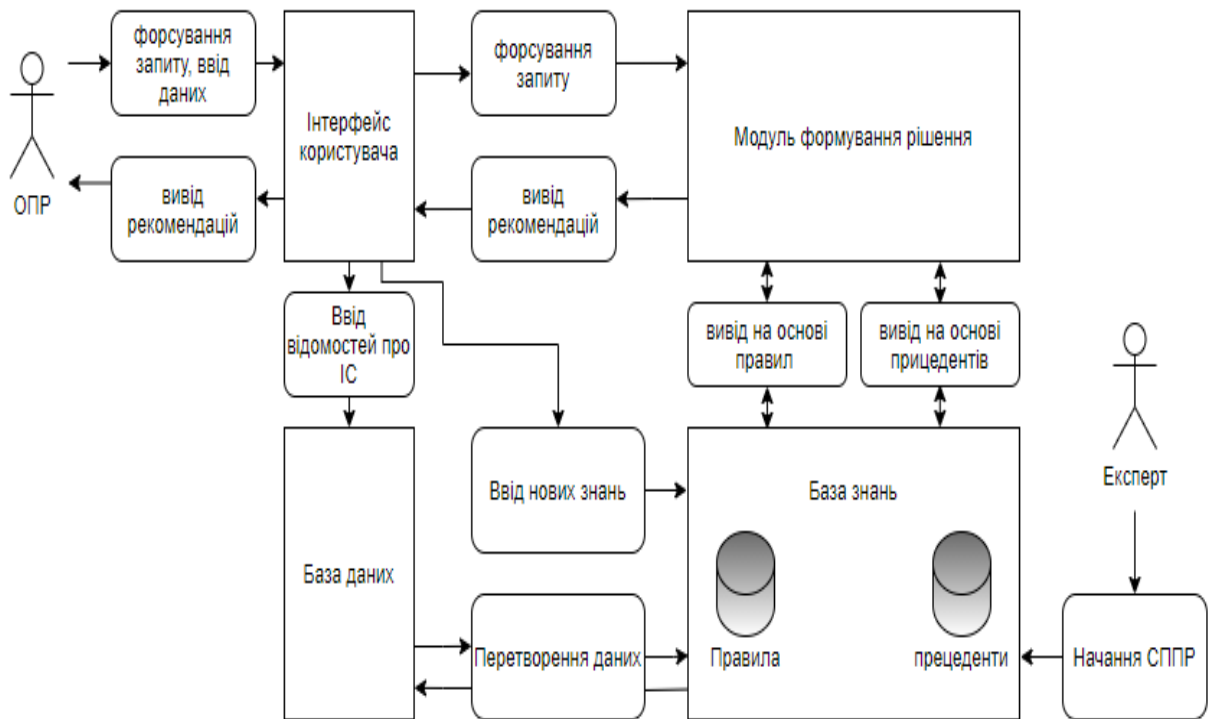 форсування
запиту, ввід
даних
форсування
запиту
Інтерфейс
користувача
Модуль формування рішення
ОПР
вивід
рекомендацій
вивід
рекомендацій
Ввід
відомостей про
ІС
вивід на основі
правил
вивід на основі
прицедентів
Експерт
Ввід нових знань
База знань
База даних
Перетворення даних
Правила
прецеденти
Начання СППР